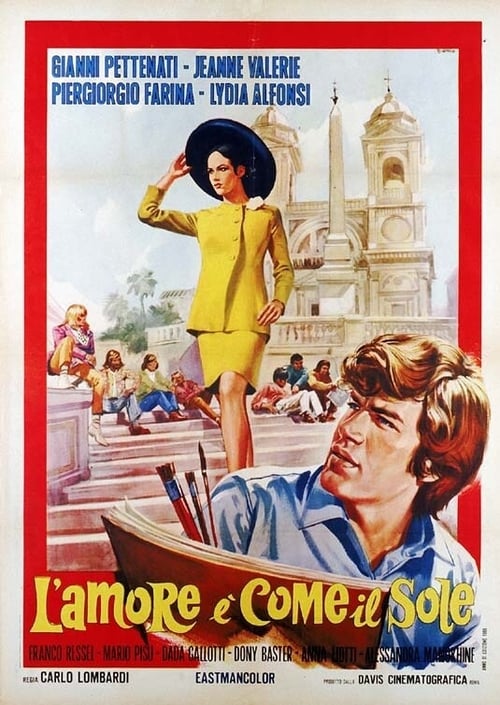 GIANNI PETTENATI - JEANNE VALERIE
PIERGIORGIO FARINA - LYDIA ALFONSI
L'amore è Come il Sole
FRANCO RESSEL - MARIO PISU - DADA GALLOTTI - DONY BASTER - ANNA LIOTTI - ALESSANDRA
REGIA CARLO LOMBARDI EASTMANCOLOR PRODOTTO DALLA DAVIS CINEMATOGRAFICA ROMA